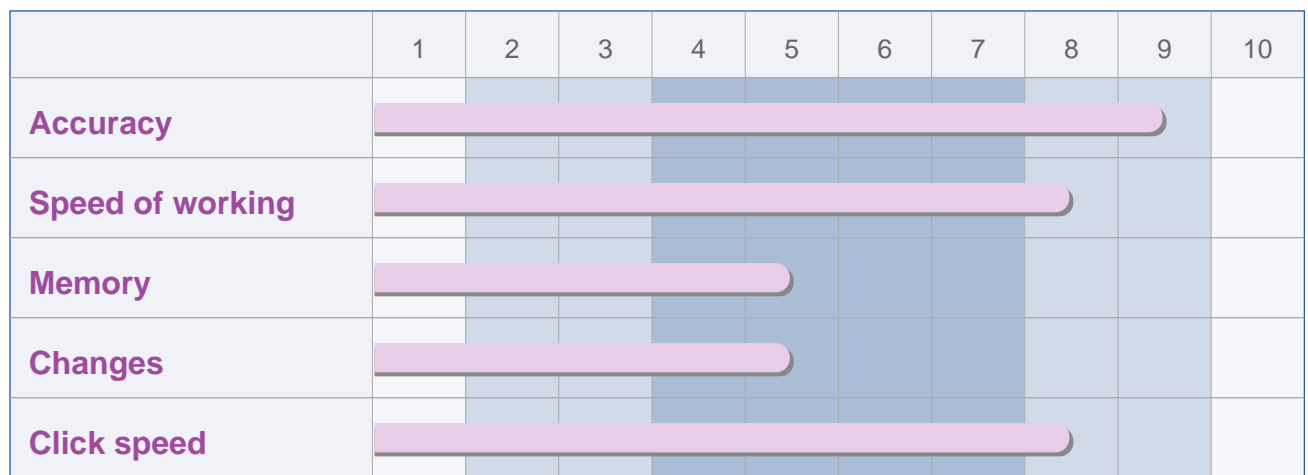 1 2 3 4 5 6 7 8 9 10
Accuracy
Speed of working
Memory
Changes
Click speed